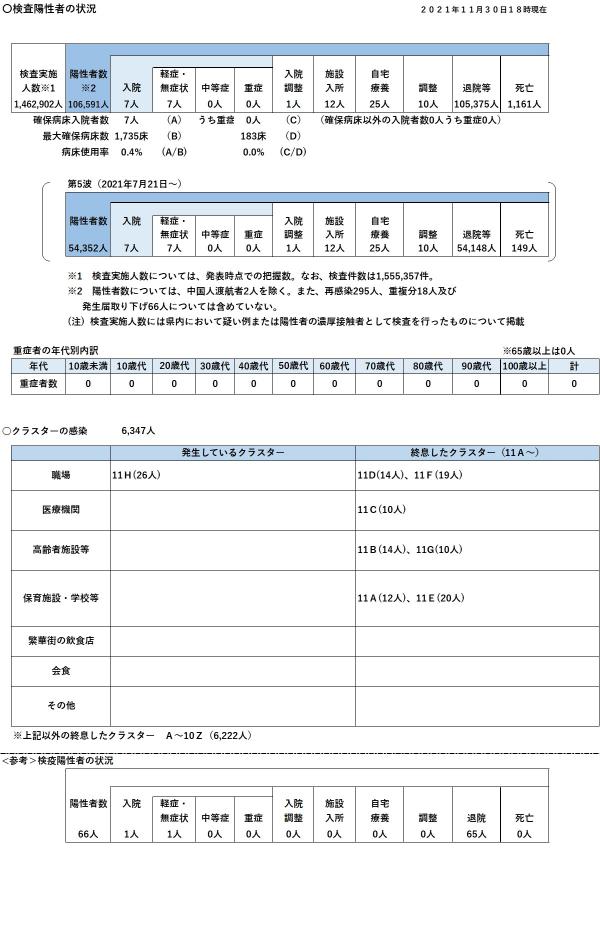 〇検査陽性者の状況
２０２１年１１月３０日１８時現在
検査実施人数※1 陽性者数※2 入院 軽症・無症状 中等症 重症 入院調整 施設入所 自宅療養 調整 退院等 死亡
1,462,902人 106,591人 7人 7人 0人 0人 1人 12人 25人 10人 105,375人 1,161人
確保病床入院者数 7人 (A) うち重症 0人 (C) (確保病床以外の入院者数0人うち重症0人)
最大確保病床数 1,735床 (B) 183床 (D)
病床使用率 0.4% (A/B) 0.0% (C/D)
第5波（2021年7月21日～）
陽性者数 入院 軽症・無症状 中等症 重症 入院調整 施設入所 自宅療養 調整 退院等 死亡
54,352人 7人 7人 0人 0人 1人 12人 25人 10人 54,148人 149人
※1　検査実施人数については、発表時点での把握数。なお、検査件数は1,555,357件。
※2　陽性者数については、中国人渡航者2人を除く。また、再感染295人、重複分18人及び
発生届取り下げ66人については含めていない。
(注) 検査実施人数には県内において疑い例または陽性者の濃厚接触者として検査を行ったものについて掲載
重症者の年代別内訳
※65歳以上は0人
年代 10歳未満 10歳代 20歳代 30歳代 40歳代 50歳代 60歳代 70歳代 80歳代 90歳代 100歳以上 計
重症者数 0 0 0 0 0 0 0 0 0 0 0 0
〇クラスターの感染 6,347人
発生しているクラスター 終息したクラスター（11Ａ～）
職場 11Ｈ(26人) 11D(14人)、11Ｆ(19人)
医療機関 11Ｃ(10人)
高齢者施設等 11Ｂ(14人)、11G(10人)
保育施設・学校等 11Ａ(12人)、11Ｅ(20人)
繁華街の飲食店
会食
その他
※上記以外の終息したクラスター　Ａ～10Ｚ（6,222人）
<参考>検疫陽性者の状況
陽性者数 入院 軽症・無症状 中等症 重症 入院調整 施設入所 自宅療養 調整 退院 死亡
66人 1人 1人 0人 0人 0人 0人 0人 0人 65人 0人